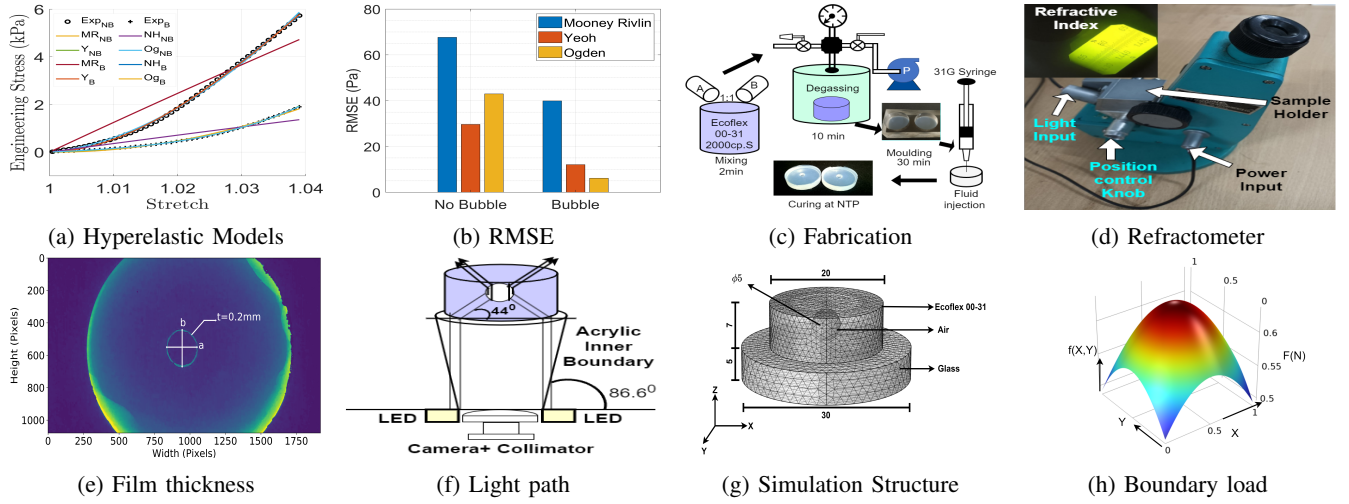 Engineering Stress (kPa)
6
4
2
0
Exp_NB
Exp_B
MR_NB
NH_NB
Y_NB
Og_NB
MR_B
NH_B
Y_B
Og_B
1
1.01
1.02
1.03
1.04
Stretch
(a) Hyperelastic Models
RMSE (Pa)
80
60
40
20
0
Mooney Rivlin
Yeoh
Ogden
No Bubble
Bubble
(b) RMSE
A
B
1:1
Ecoflex
00-31
2000cp.S
Mixing
2min
Degassing
10 min
P
31G Syringe
Moulding
30 min
Fluid
injection
Curing at NTP
(c) Fabrication
Refractive
Index
Light
Input
Sample
Holder
Position
control
Knob
Power
Input
(d) Refractometer
Height (Pixels)
0
200
400
600
800
1000
b
t=0.2mm
a
0
250
500
750
1000
1250
1500
1750
Width (Pixels)
(e) Film thickness
44⁰
Acrylic
Inner
Boundary
86.6⁰
LED
LED
Camera+ Collimator
(f) Light path
20
ϕ5
Ecoflex 00-31
7
Air
5
Glass
30
Z
X
Y
(g) Simulation Structure
1
0.5
0
0.6
f(X,Y)
F(N)
0.55
0.5
Y
1
0.5
X
0
(h) Boundary load